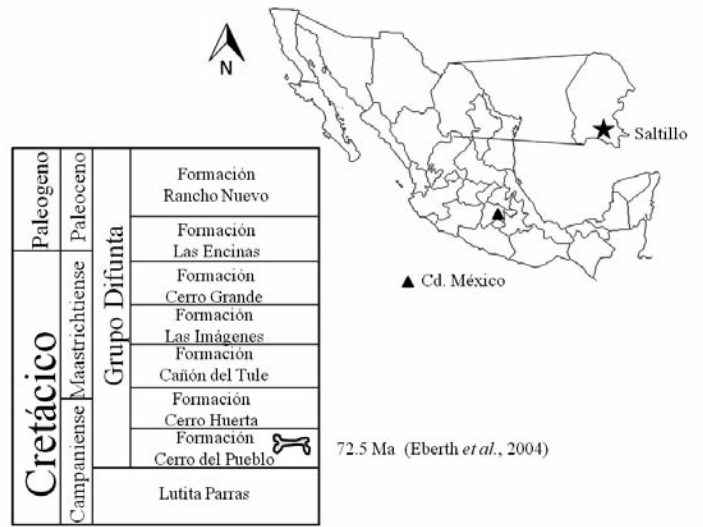 N
Saltillo
Cd. México
Paleogeno
Cretácico
Paleoceno
Maastrichtiense
Campaniense
Grupo Difunta
Formación
Rancho Nuevo
Formación
Las Encinas
Formación
Cerro Grande
Formación
Las Imágenes
Formación
Cañón del Tule
Formación
Cerro Huerta
Formación
Cerro del Pueblo
Lutita Parras
72.5 Ma (Eberth et al., 2004)